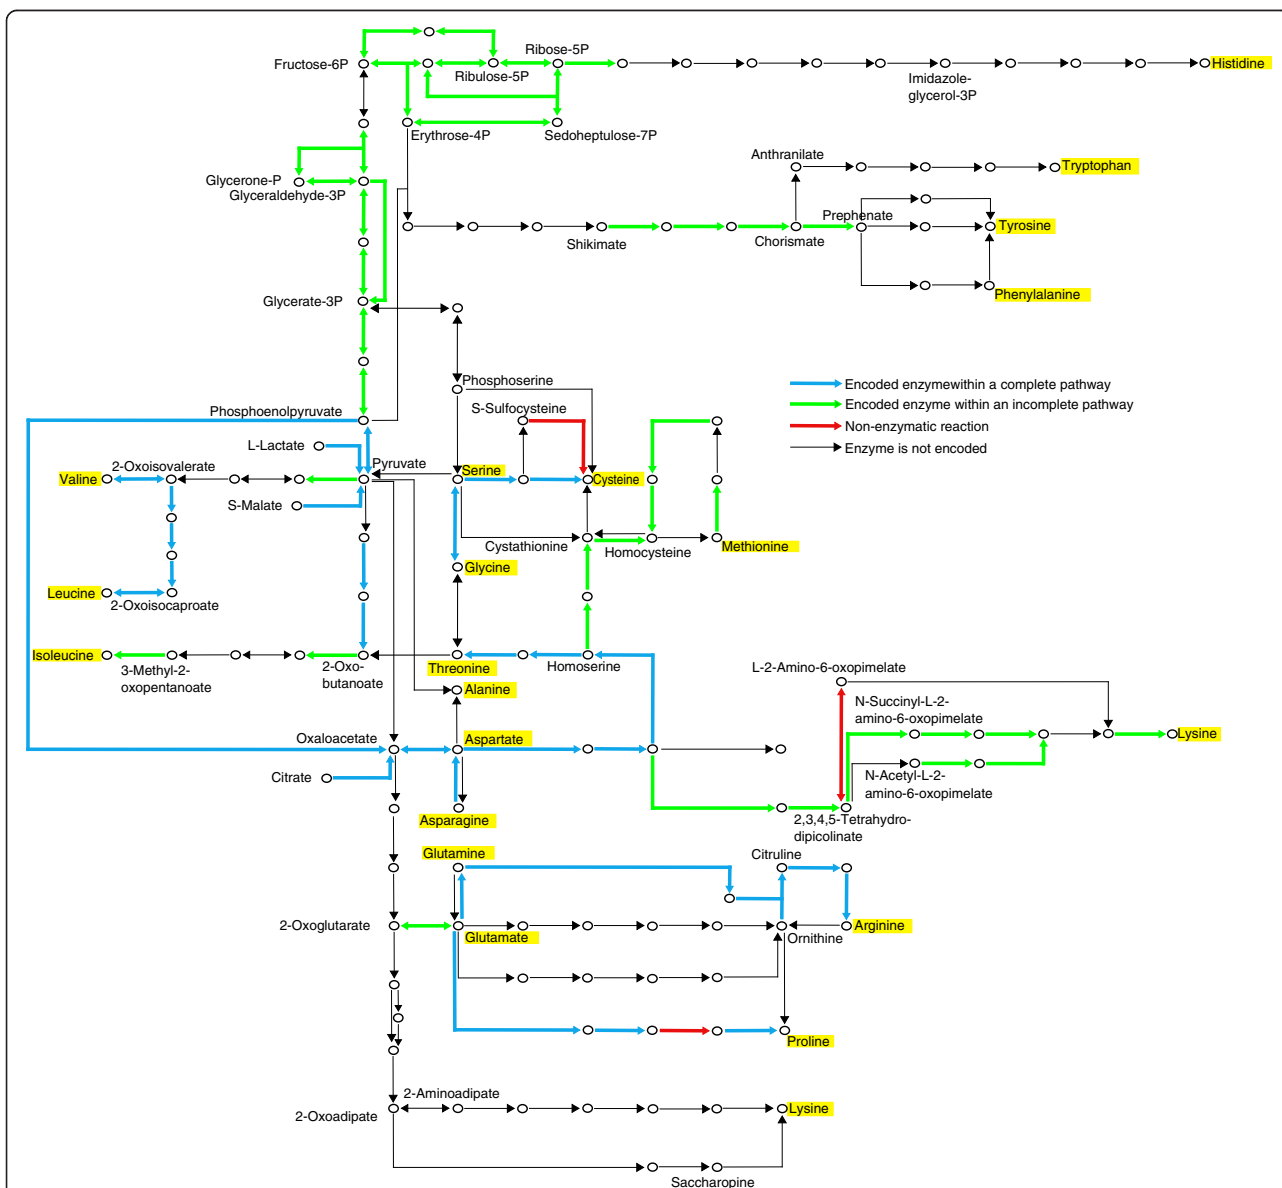 Ribose-5P
Fructose-6P
Ribulose-5P
Histidine
Imidazole-
glycerol-3P
Erythrose-4P
Sedoheptulose-7P
Anthranilate
Tryptophan
Glycerone-P
Glyceraldehyde-3P
Prephenate
Shikimate
Chorismate
Tyrosine
Glycerate-3P
Phenylalanine
Phosphoserine
Encoded enzymewithin a complete pathway
Encoded enzyme within an incomplete pathway
Non-enzymatic reaction
Enzyme is not encoded
Phosphoenolpyruvate
S-Sulfocysteine
L-Lactate
Pyruvate
2-Oxoisovalerate
Valine
Serine
Cysteine
S-Malate
Cystathionine
Homocysteine
Methionine
Glycine
Leucine
2-Oxoisocaproate
Isoleucine
3-Methyl-2-
oxopentanoate
2-Oxo-
butanoate
Threonine
Homoserine
L-2-Amino-6-oxopimelate
Alanine
N-Succinyl-L-2-
amino-6-oxopimelate
Oxaloacetate
Aspartate
Lysine
Citrate
N-Acetyl-L-2-
amino-6-oxopimelate
Asparagine
2,3,4,5-Tetrahydro-
dipicolinate
Glutamine
Citruline
2-Oxoglutarate
Glutamate
Ornithine
Arginine
Proline
2-Aminoadipate
2-Oxoadipate
Lysine
Saccharopine